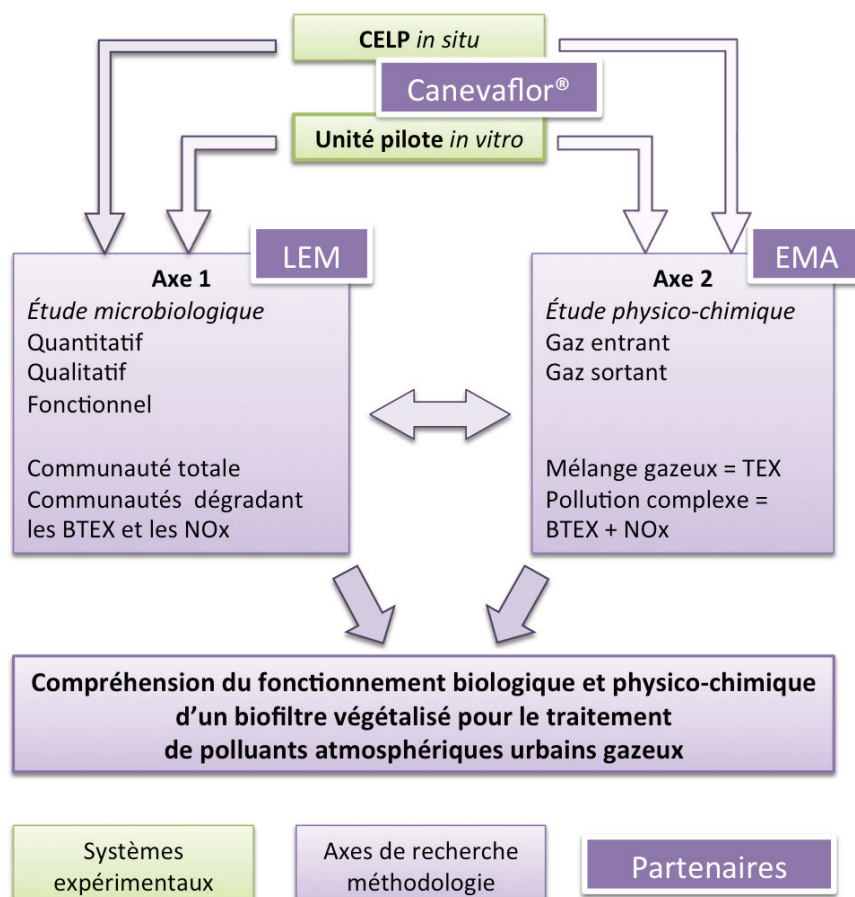 CELP in situ
Canevaflor®
Unité pilote in vitro
LEM
Axe 1
Étude microbiologique
Quantitatif
Qualitatif
Fonctionnel
Communauté totale
Communautés dégradant
les BTEX et les NOx
EMA
Axe 2
Étude physico-chimique
Gaz entrant
Gaz sortant
Mélange gazeux = TEX
Pollution complexe =
BTEX + NOx
Compréhension du fonctionnement biologique et physico-chimique
d’un biofiltre végétalisé pour le traitement
de polluants atmosphériques urbains gazeux
Systèmes
expérimentaux
Axes de recherche
méthodologie
Partenaires